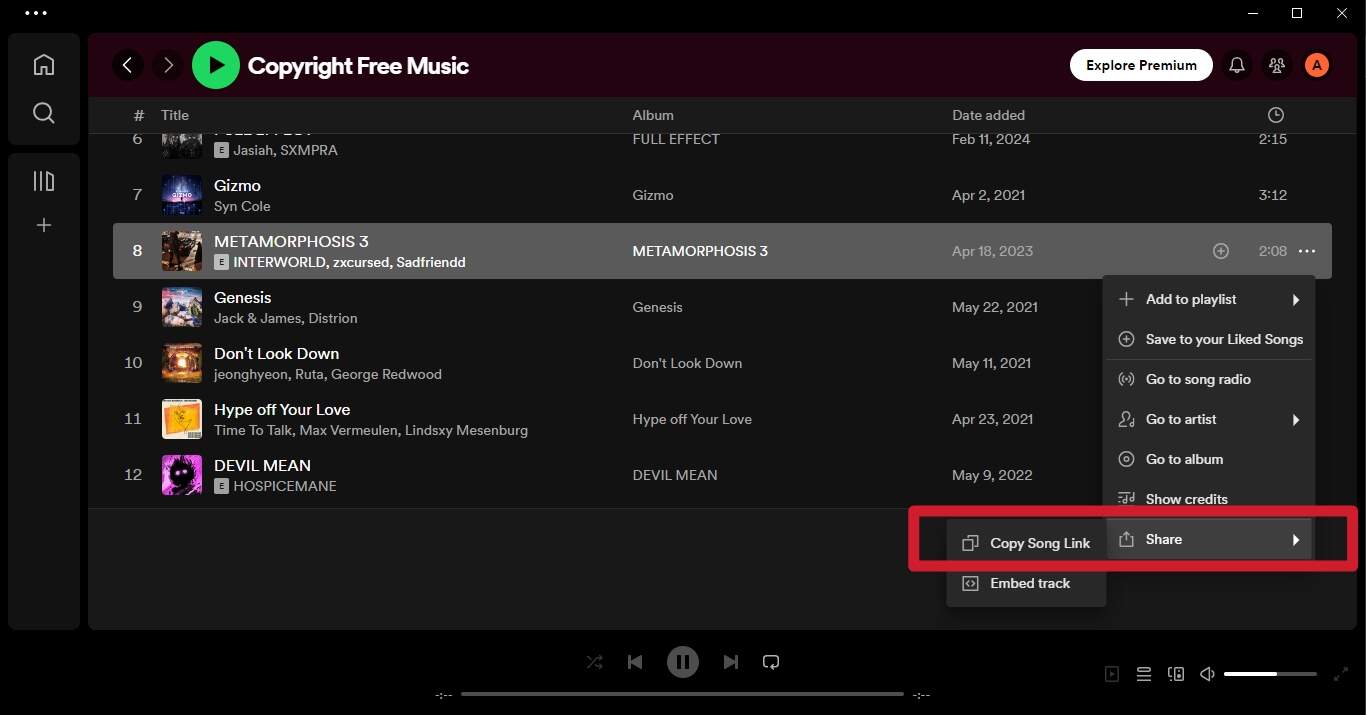 Copyright Free Music
Explore Premium
A
# Title Album Date added
6 FULL EFFECT Feb 11, 2024 2:15
E Jasiah, SXMPRA
Gizmo
7 GIZMO Gizmo Apr 2, 2021 3:12
Syn Cole
METAMORPHOSIS 3
8 METAMORPHOSIS 3 Apr 18, 2023 2:08
E INTERWORLD, zxcursed, Sadfriendd
Genesis
9 Genesis May 22, 2021
Jack & James, Distrion
Don't Look Down
10 Don't Look Down May 11, 2021
jeonghyeon, Ruta, George Redwood
Hype off Your Love
11 Hype off Your Love Apr 23, 2021
Time To Talk, Max Vermeulen, Lindsxy Mesenburg
DEVIL MEAN
12 DEVIL MEAN May 9, 2022
E HOSPICEMANE
Add to playlist
Save to your Liked Songs
Go to song radio
Go to artist
Go to album
Show credits
Share
Copy Song Link
Embed track
-:-- -:--